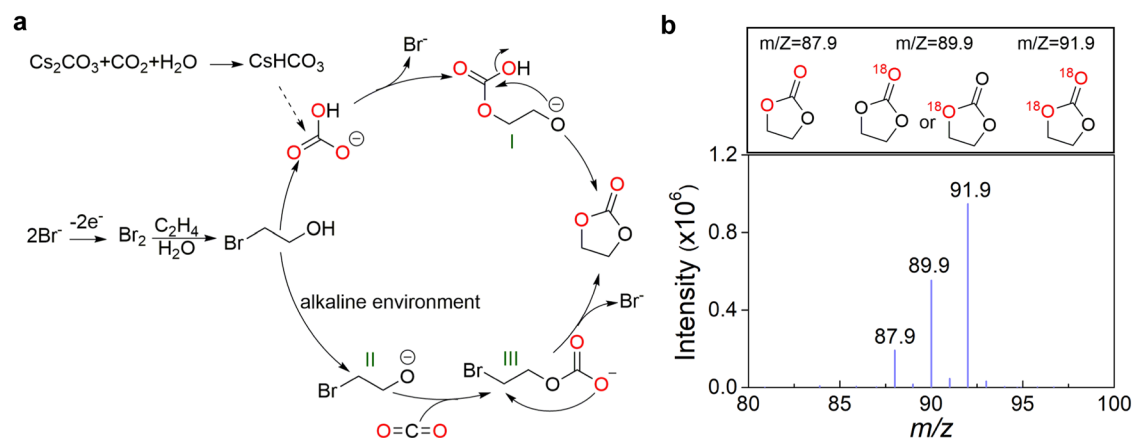 a
Cs₂CO₃+CO₂+H₂O → CsHCO₃
Br⁻
O
OH
O
O
⊖
I
OH
O
O
⊖
2Br⁻ -2e⁻ → Br₂ C₂H₄ H₂O → Br OH
O
O
O
alkaline environment
Br⁻
II
Br
O
⊖
III
Br
O
O
O⁻
O=C=O
b
m/Z=87.9 m/Z=89.9 m/Z=91.9
O
O
O
¹⁸O
O
O
or
O
¹⁸O
O
¹⁸O
¹⁸O
O
Intensity (x10⁶)
1.2
0.8
0.4
0.0
91.9
89.9
87.9
80 85 90 95 100
m/z